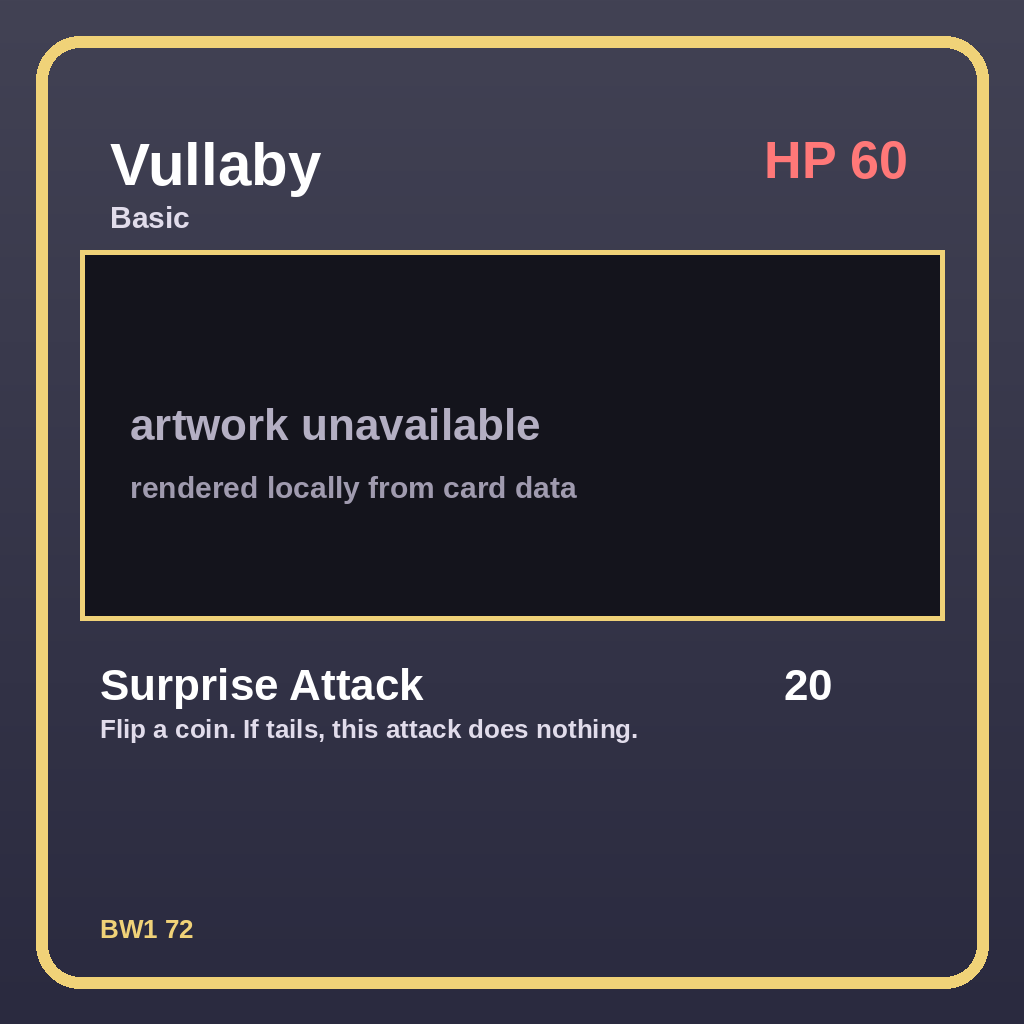 Vullaby
HP 60
Basic
artwork unavailable
rendered locally from card data
Surprise Attack
20
Flip a coin. If tails, this attack does nothing.
BW1 72